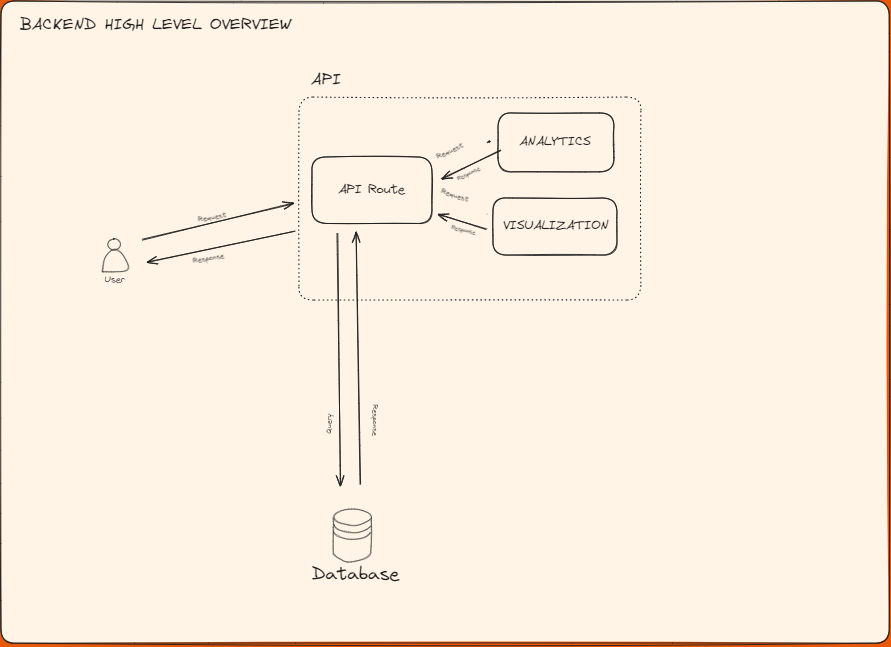 BACKEND HIGH LEVEL OVERVIEW
API
ANALYTICS
Request
Response
API Route
Request
VISUALIZATION
Response
Request
Response
User
Query
Response
Database